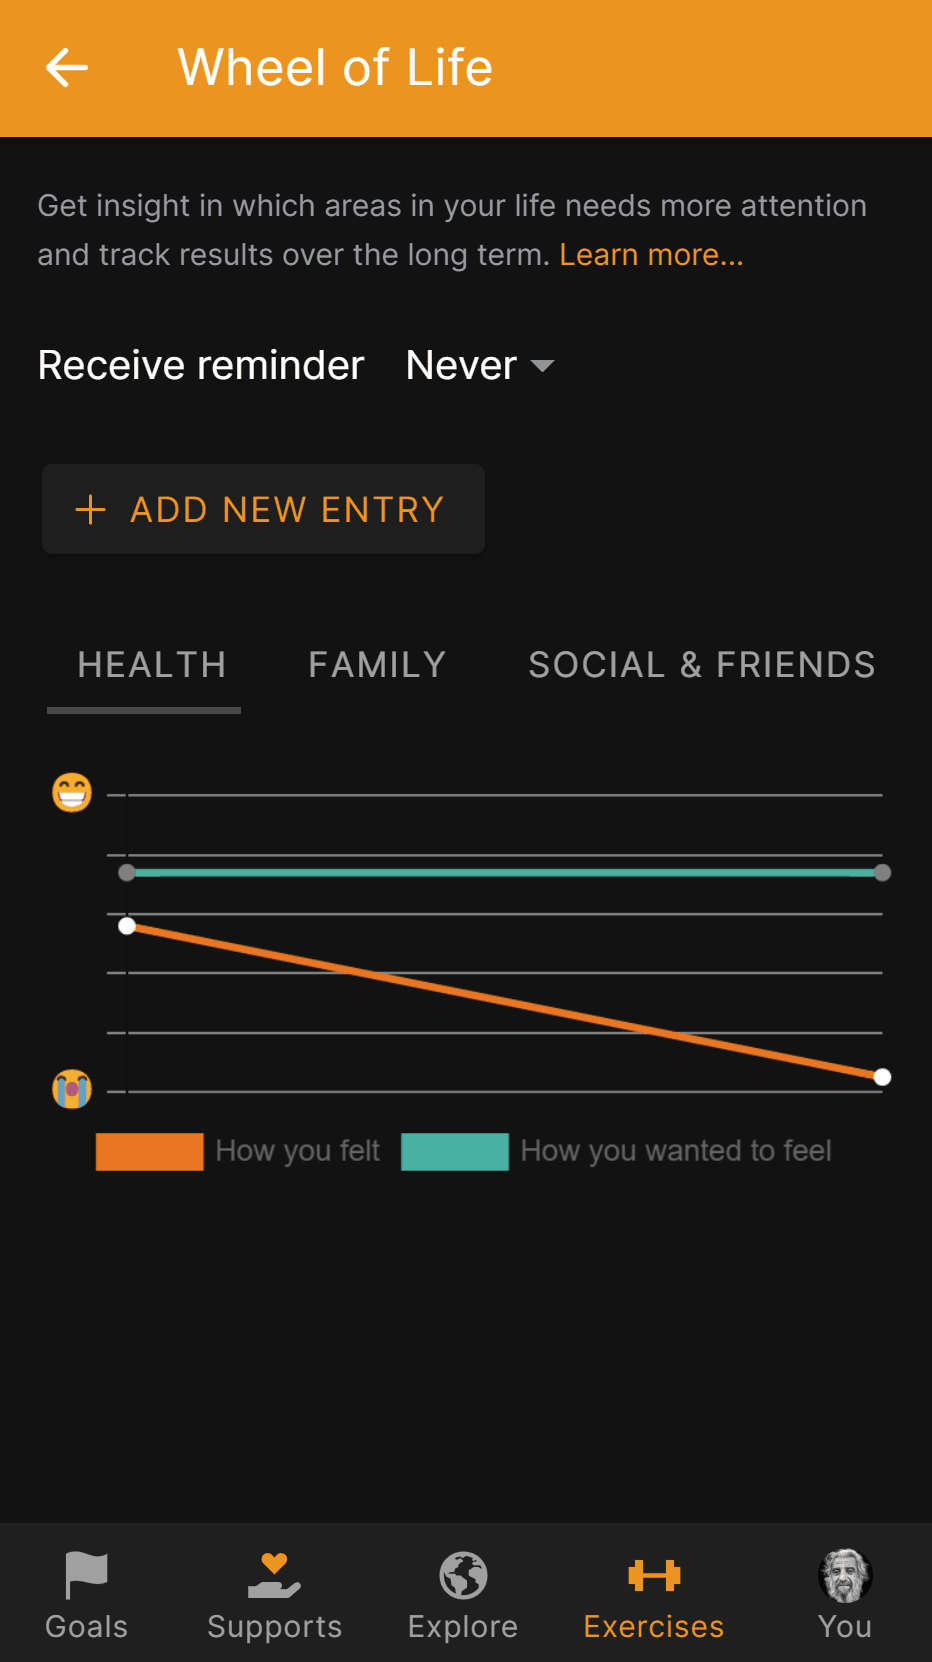 Wheel of Life
Get insight in which areas in your life needs more attention
and track results over the long term. Learn more...
Receive reminder Never
+ ADD NEW ENTRY
HEALTH FAMILY SOCIAL & FRIENDS
How you felt How you wanted to feel
Goals Supports Explore Exercises You